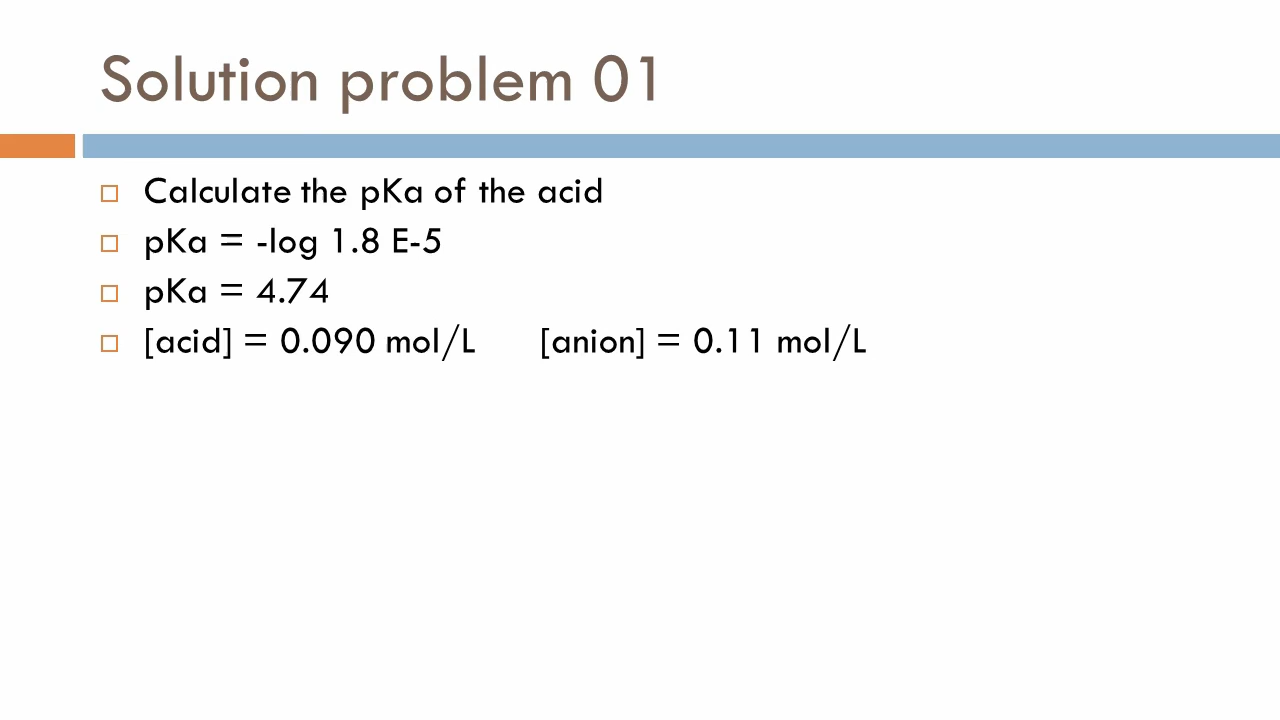 Solution problem 01
Calculate the pKa of the acid
pKa = -log 1.8 E-5
pKa = 4.74
[acid] = 0.090 mol/L [anion] = 0.11 mol/L